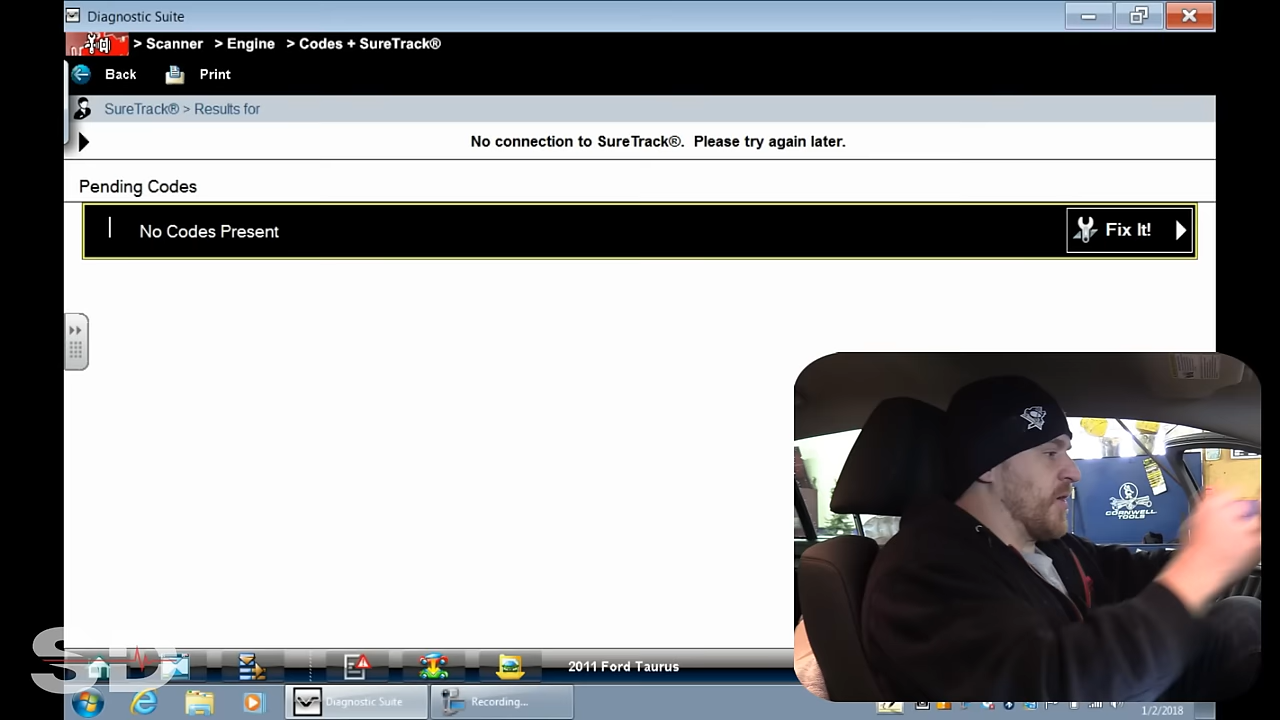 Diagnostic Suite
> Scanner > Engine > Codes + SureTrack®
Back Print
SureTrack® > Results for
No connection to SureTrack®. Please try again later.
Pending Codes
No Codes Present
Fix It!
CORNWELL
TOOLS
2011 Ford Taurus
SD
Diagnostic Suite
Recording...
1/2/2018